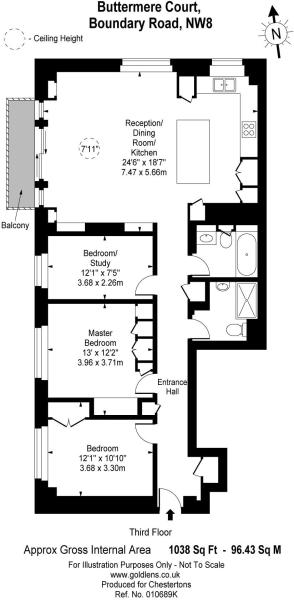 Buttermere Court,
Boundary Road, NW8
- Ceiling Height
N
Reception/
Dining
Room/
Kitchen
24'6" x 18'7"
7.47 x 5.66m
7'11"
Balcony
Bedroom/
Study
12'1" x 7'5"
3.68 x 2.26m
Master
Bedroom
13' x 12'2"
3.96 x 3.71m
Entrance
Hall
Bedroom
12'1" x 10'10"
3.68 x 3.30m
Third Floor
Approx Gross Internal Area 1038 Sq Ft - 96.43 Sq M
For Illustration Purposes Only - Not To Scale
www.goldlens.co.uk
Produced for Chestertons
Ref. No. 010689K